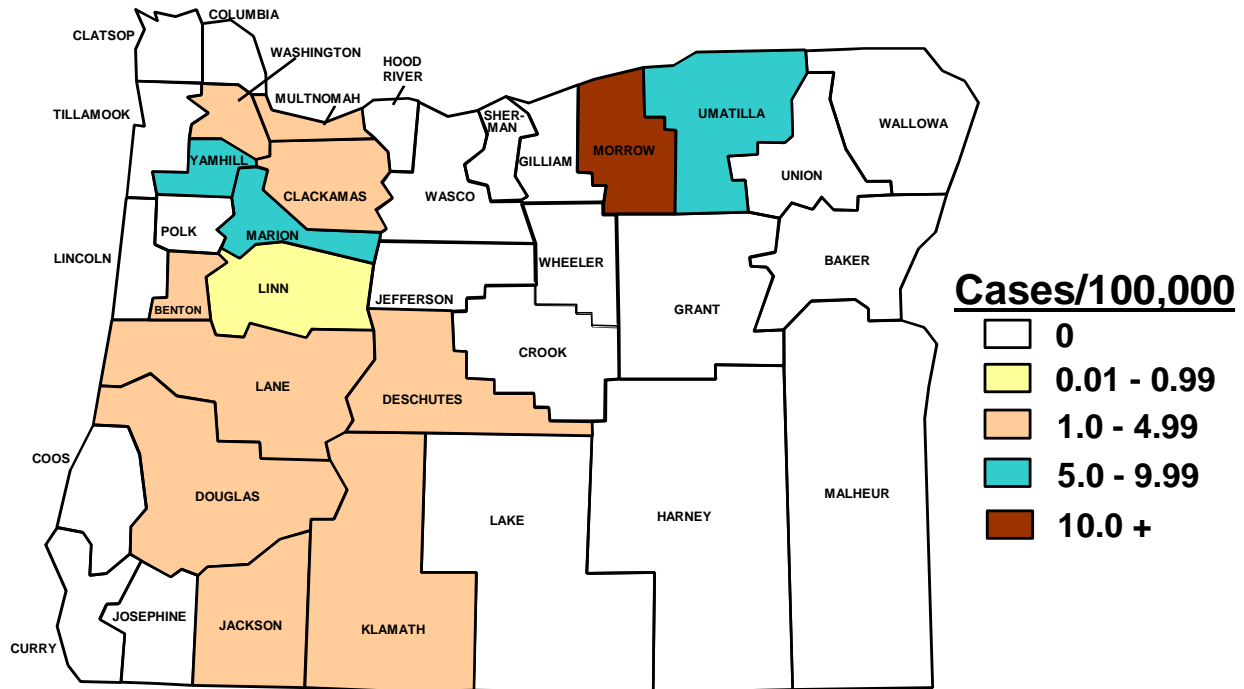 COLUMBIA
CLATSOP
WASHINGTON
HOOD
RIVER
MULTNOMAH
TILLAMOOK
SHER-
MAN
UMATILLA
WALLOWA
YAMHILL
GILLIAM
MORROW
UNION
CLACKAMAS
WASCO
POLK
MARION
LINCOLN
WHEELER
BAKER
LINN
BENTON
JEFFERSON
GRANT
CROOK
LANE
DESCHUTES
COOS
DOUGLAS
LAKE
HARNEY
MALHEUR
JOSEPHINE
JACKSON
KLAMATH
CURRY
Cases/100,000
0
0.01 - 0.99
1.0 - 4.99
5.0 - 9.99
10.0 +